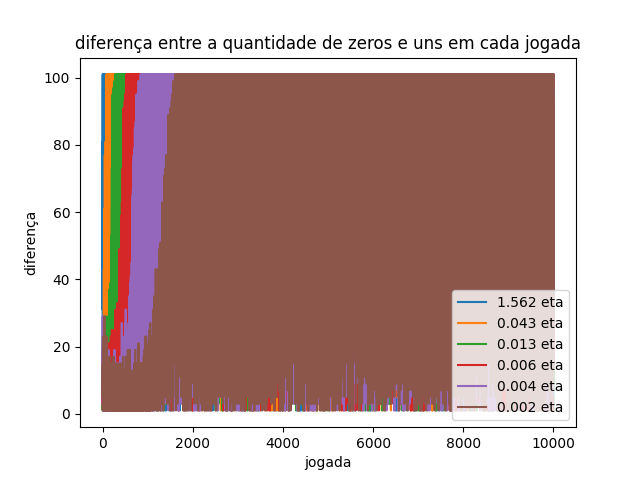 diferença entre a quantidade de zeros e uns em cada jogada
100
80
60
40
20
0
diferença
0
2000
4000
6000
8000
10000
jogada
1.562 eta
0.043 eta
0.013 eta
0.006 eta
0.004 eta
0.002 eta